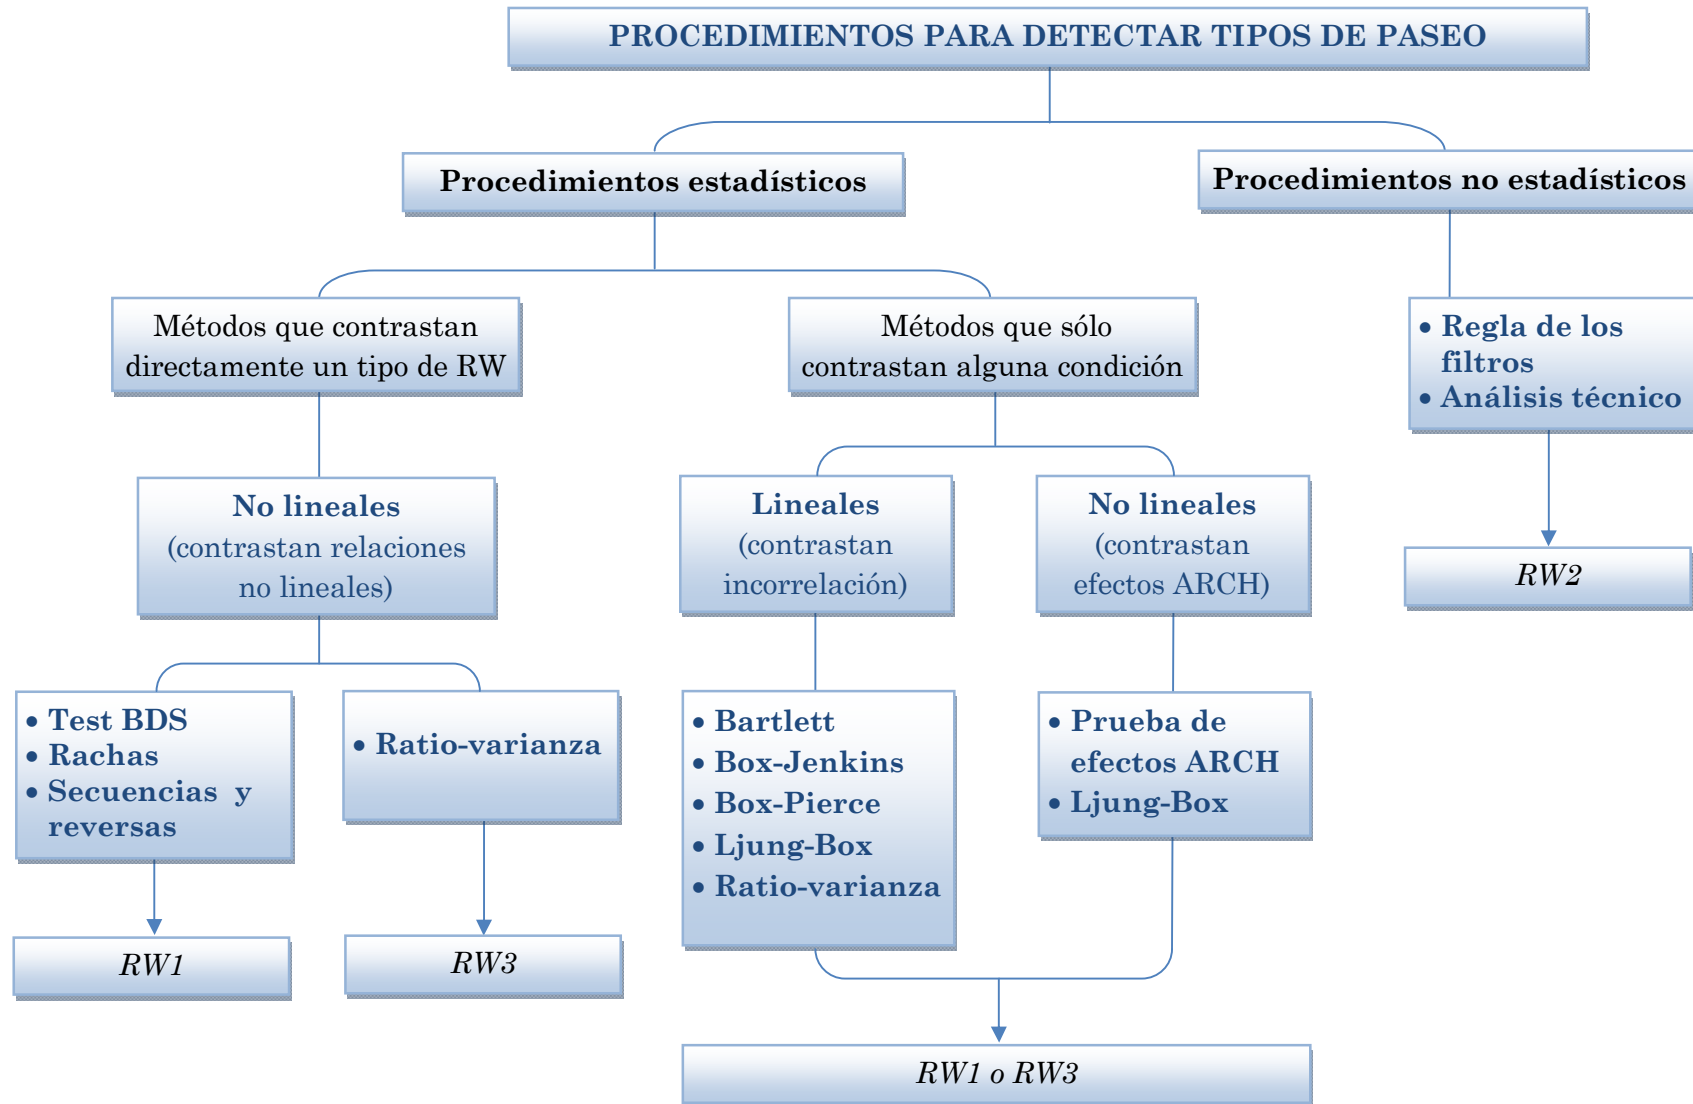 PROCEDIMIENTOS PARA DETECTAR TIPOS DE PASEO
Procedimientos estadísticos
Procedimientos no estadísticos
Métodos que contrastan
directamente un tipo de RW
Métodos que sólo
contrastan alguna condición
• Regla de los
filtros
• Análisis técnico
No lineales
(contrastan relaciones
no lineales)
Lineales
(contrastan
incorrelación)
No lineales
(contrastan
efectos ARCH)
RW2
• Test BDS
• Rachas
• Secuencias y
reversas
• Ratio-varianza
• Bartlett
• Box-Jenkins
• Box-Pierce
• Ljung-Box
• Ratio-varianza
• Prueba de
efectos ARCH
• Ljung-Box
RW1
RW3
RW1 o RW3